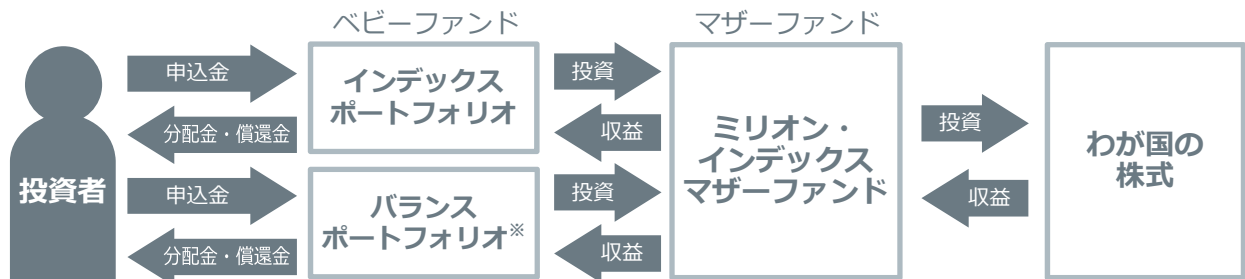 ベビーファンド
マザーファンド
投資者
申込金
分配金・償還金
申込金
分配金・償還金
インデックス
ポートフォリオ
バランス
ポートフォリオ※
投資
収益
投資
収益
ミリオン・
インデックス
マザーファンド
投資
収益
わが国の
株式